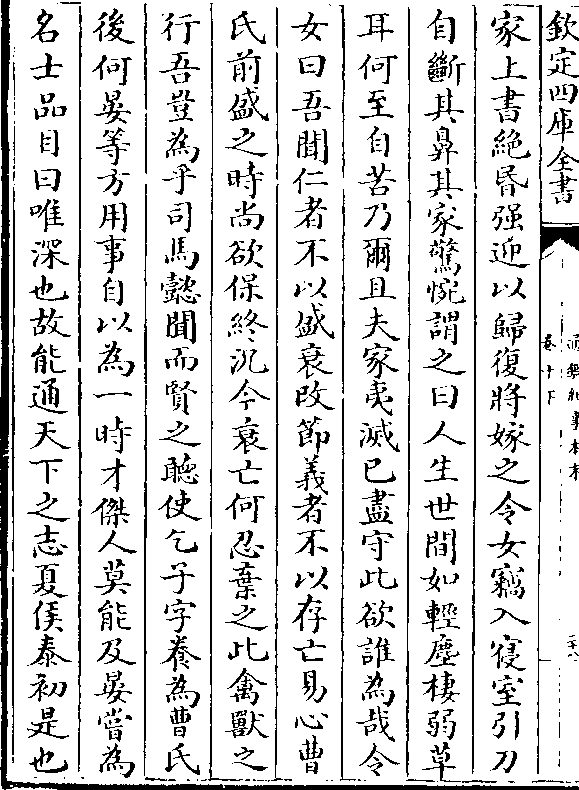 欽定四庫全書
通鑑紀事本末
卷十下
家上書絶昏强迎以歸復將嫁之令女竊入寢室引刀
自斷其鼻其家驚惋謂之曰人生世間如輕塵棲弱草
耳何至自苦乃爾且夫家夷滅已盡守此欲誰為哉令
女曰吾聞仁者不以盛衰改節義者不以存亡易心曹
氏前盛之時尚欲保終況今衰亡何忍棄之此禽獸之
行吾豈為乎司馬懿聞而賢之聽使乞子字養為曹氏
後何晏等方用事自以為一時才傑人莫能及晏嘗為
名士品目曰唯深也故能通天下之志夏侯泰初是也